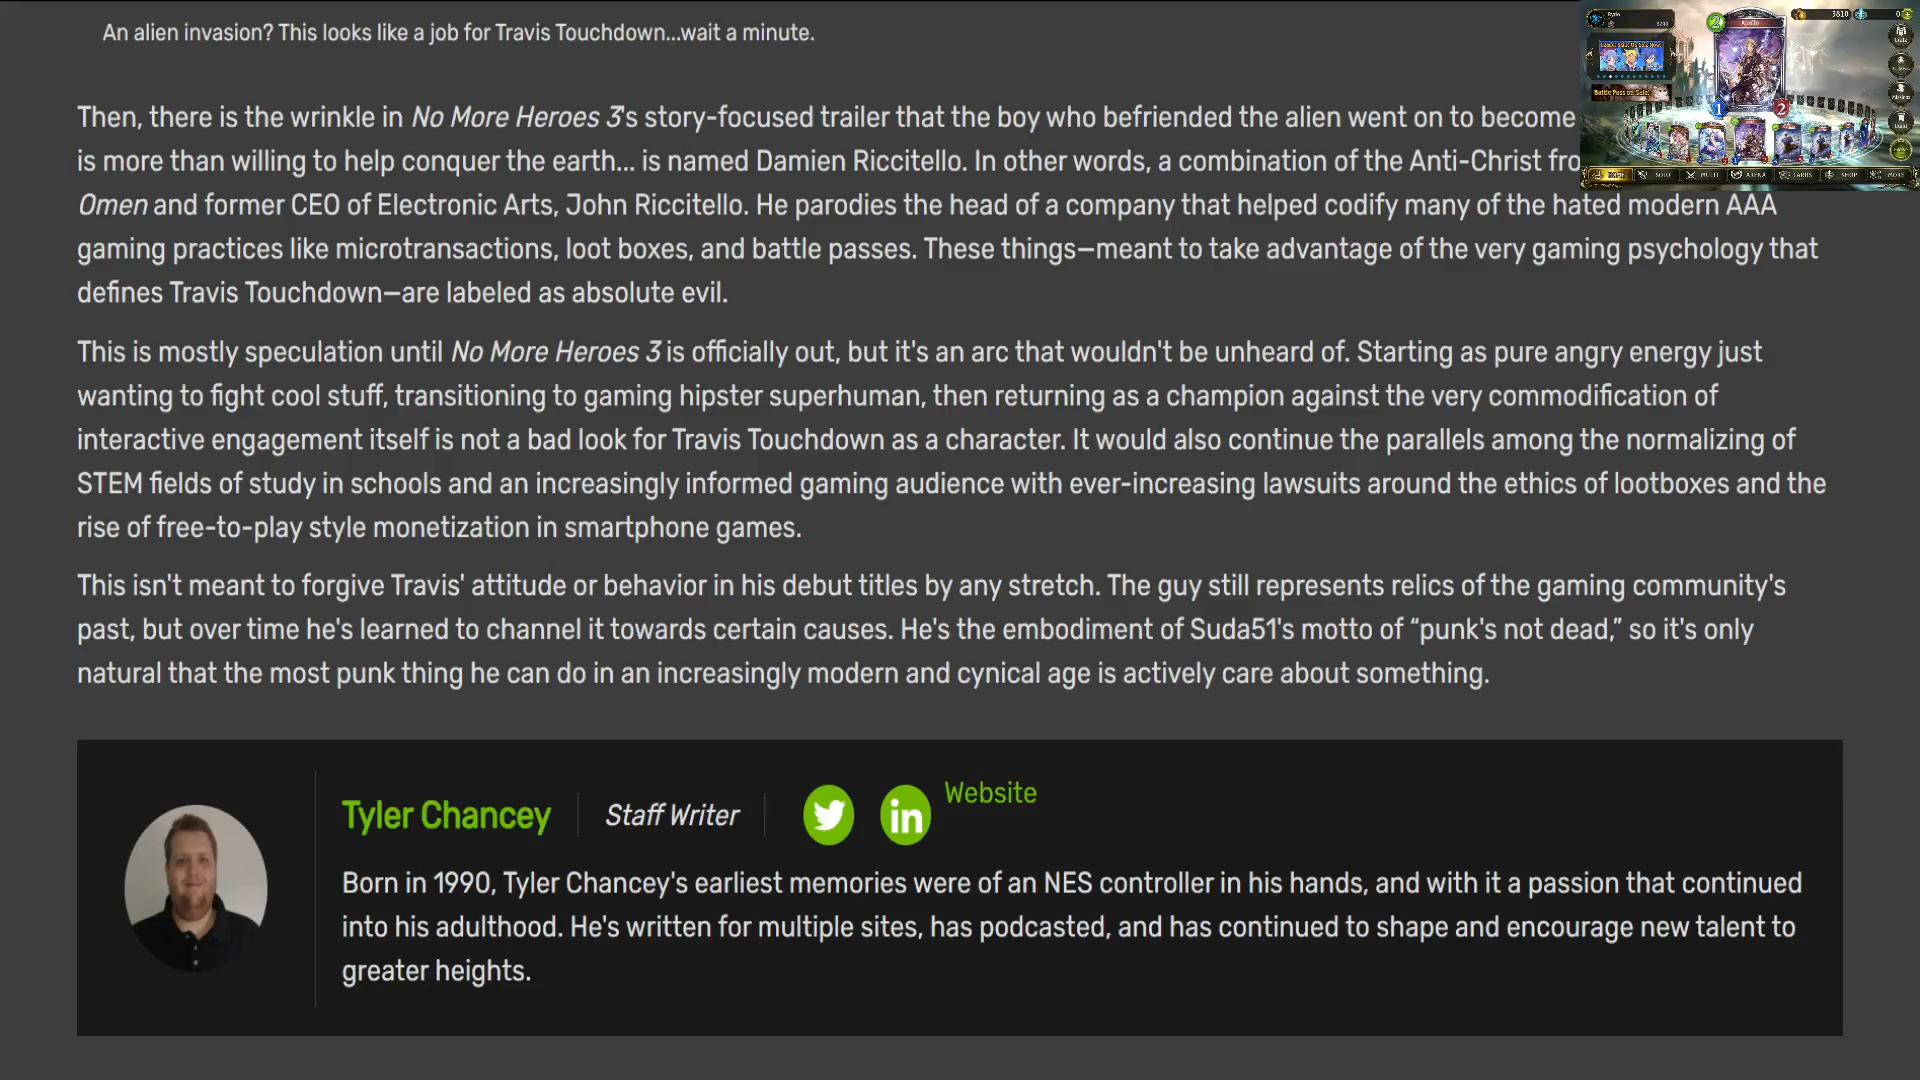 An alien invasion? This looks like a job for Travis Touchdown...wait a minute.
Then, there is the wrinkle in No More Heroes 3's story-focused trailer that the boy who befriended the alien went on to become
is more than willing to help conquer the earth... is named Damien Riccitello. In other words, a combination of the Anti-Christ
Omen and former CEO of Electronic Arts, John Riccitello. He parodies the head of a company that helped codify many of the hated modern AAA
gaming practices like microtransactions, loot boxes, and battle passes. These things—meant to take advantage of the very gaming psychology that
defines Travis Touchdown—are labeled as absolute evil.
This is mostly speculation until No More Heroes 3 is officially out, but it's an arc that wouldn't be unheard of. Starting as pure angry energy just
wanting to fight cool stuff, transitioning to gaming hipster superhuman, then returning as a champion against the very commodification of
interactive engagement itself is not a bad look for Travis Touchdown as a character. It would also continue the parallels among the normalizing of
STEM fields of study in schools and an increasingly informed gaming audience with ever-increasing lawsuits around the ethics of lootboxes and the
rise of free-to-play style monetization in smartphone games.
This isn't meant to forgive Travis' attitude or behavior in his debut titles by any stretch. The guy still represents relics of the gaming community's
past, but over time he's learned to channel it towards certain causes. He's the embodiment of Suda51's motto of “punk's not dead,” so it's only
natural that the most punk thing he can do in an increasingly modern and cynical age is actively care about something.
Tyler Chancey
Staff Writer
in
Website
Born in 1990, Tyler Chancey's earliest memories were of an NES controller in his hands, and with it a passion that continued
into his adulthood. He's written for multiple sites, has podcasted, and has continued to shape and encourage new talent to
greater heights.
2
Apollo
3810
0
Battle Pass on Sale!
1
2
SOLO
MULTI
ARENA
CARDS
SHOP
MORE